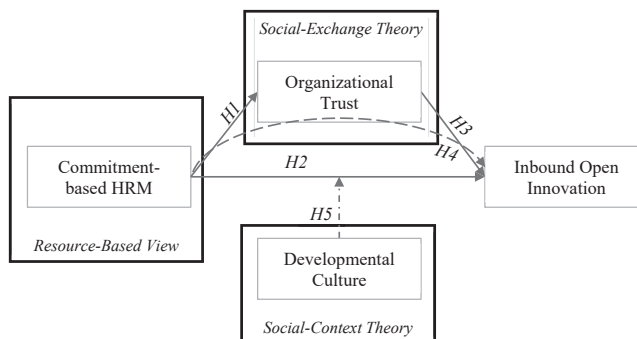 Social-Exchange Theory
Organizational
Trust
H1
H3
H4
Commitment-
based HRM
H2
Inbound Open
Innovation
H5
Resource-Based View
Developmental
Culture
Social-Context Theory